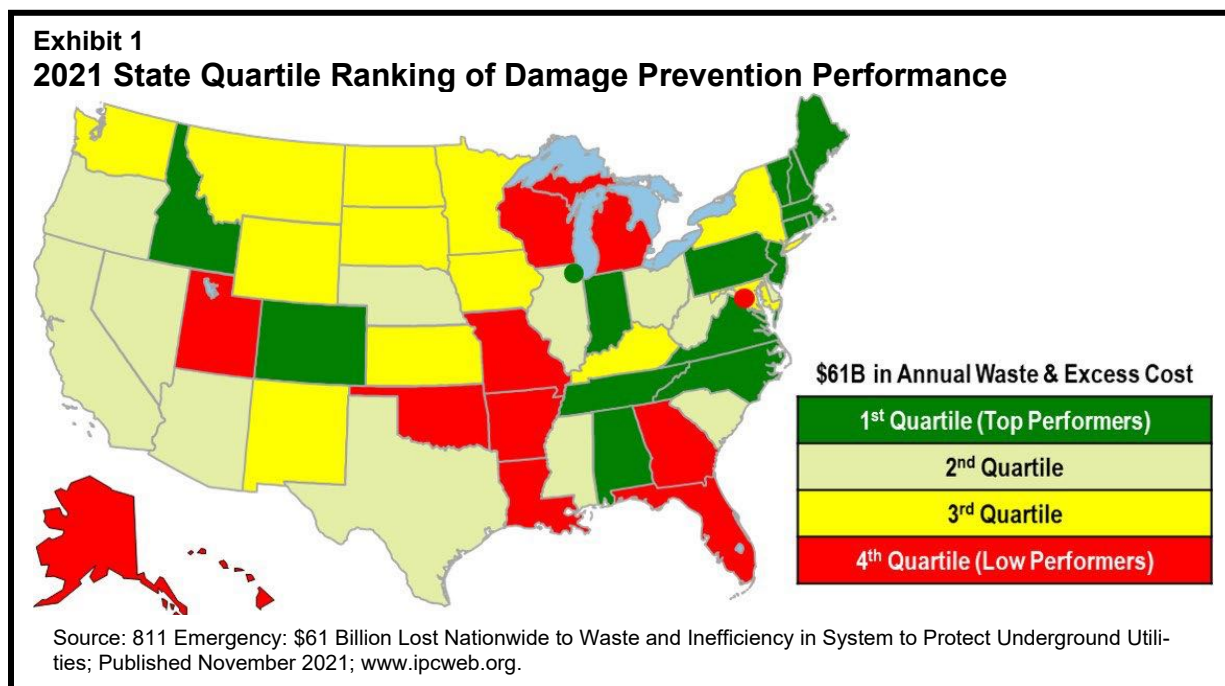 Exhibit 1
2021 State Quartile Ranking of Damage Prevention Performance
$61B in Annual Waste & Excess Cost
1st Quartile (Top Performers)
2nd Quartile
3rd Quartile
4th Quartile (Low Performers)
Source: 811 Emergency: $61 Billion Lost Nationwide to Waste and Inefficiency in System to Protect Underground Utili-
ties; Published November 2021; www.ipcweb.org.